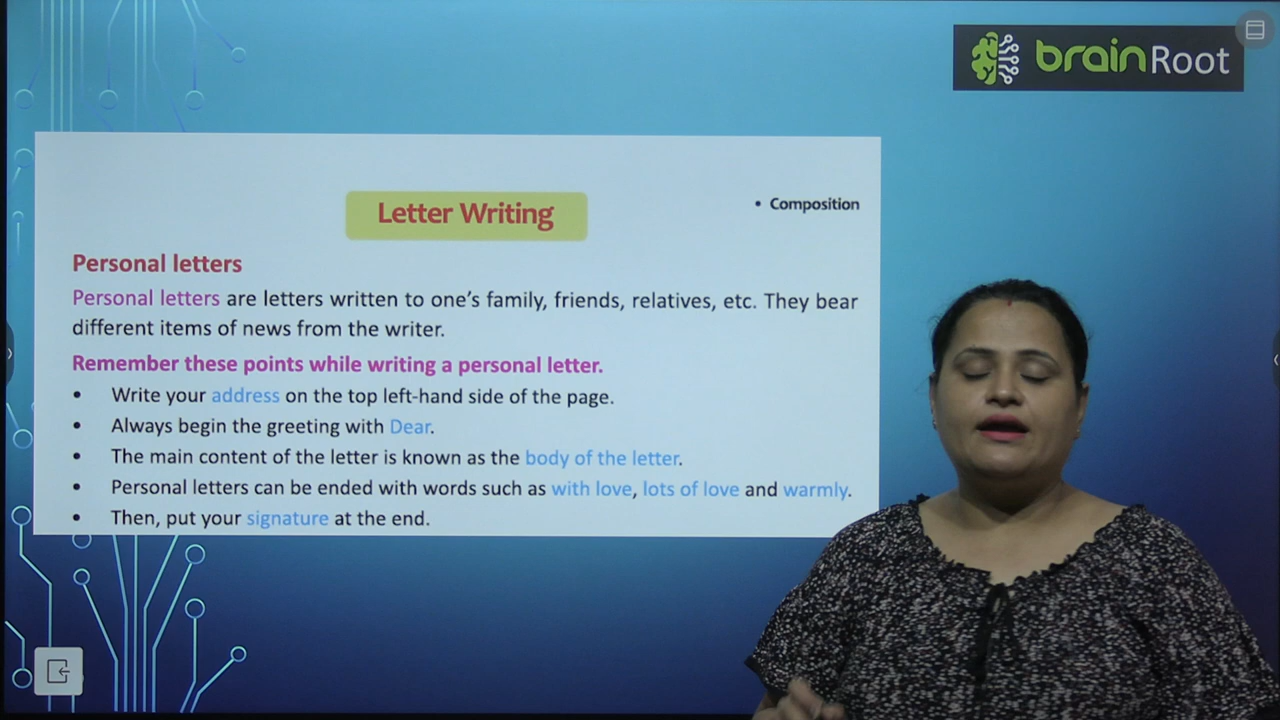 brainRoot
Letter Writing
• Composition
Personal letters
Personal letters are letters written to one's family, friends, relatives, etc. They bear
different items of news from the writer.
Remember these points while writing a personal letter.
• Write your address on the top left-hand side of the page.
• Always begin the greeting with Dear.
• The main content of the letter is known as the body of the letter.
• Personal letters can be ended with words such as with love, lots of love and warmly.
• Then, put your signature at the end.